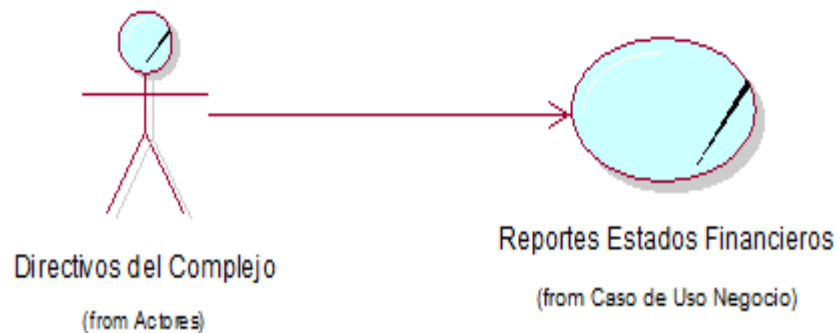 Directivos del Complejo
(from Actores)
Reportes Estados Financieros
(from Caso de Uso Negocio)